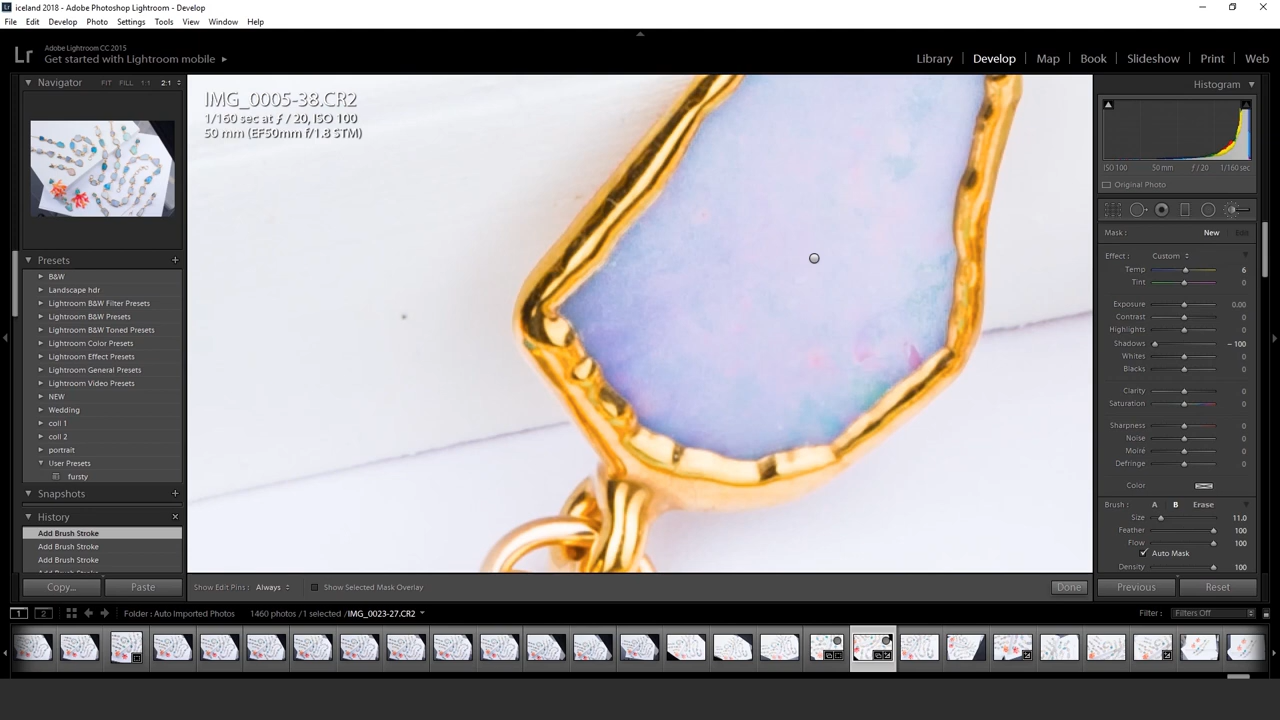 iceland 2018 - Adobe Photoshop Lightroom - Develop
File Edit Develop Photo Settings Tools View Window Help
Lr Adobe Lightroom CC 2015
Get started with Lightroom mobile
Library | Develop | Map | Book | Slideshow | Print | Web
Navigator FIT FILL 1:1 2:1
Presets +
B&W
Landscape hdr
Lightroom B&W Filter Presets
Lightroom B&W Presets
Lightroom B&W Toned Presets
Lightroom Color Presets
Lightroom Effect Presets
Lightroom General Presets
Lightroom Video Presets
NEW
Wedding
coll 1
coll 2
portrait
User Presets
fursty
Snapshots +
History
Add Brush Stroke
Add Brush Stroke
Add Brush Stroke
Add Brush Stroke
Copy... Paste
IMG_0005-38.CR2
1/160 sec at ƒ / 20, ISO 100
50 mm (EF50mm f/1.8 STM)
Show Edit Pins : Always Show Selected Mask Overlay Done
Histogram
ISO 100 50 mm ƒ / 20 1/160 sec
Original Photo
Mask : New Edit
Effect : Custom
Temp 6
Tint 0
Exposure 0.00
Contrast 0
Highlights 0
Shadows − 100
Whites 0
Blacks 0
Clarity 0
Saturation 0
Sharpness 0
Noise 0
Moiré 0
Defringe 0
Color
Brush : A B Erase
Size 11.0
Feather 100
Flow 100
Auto Mask
Density 100
Previous Reset
1 2 Folder : Auto Imported Photos 1460 photos / 1 selected / IMG_0023-27.CR2 Filter : Filters Off